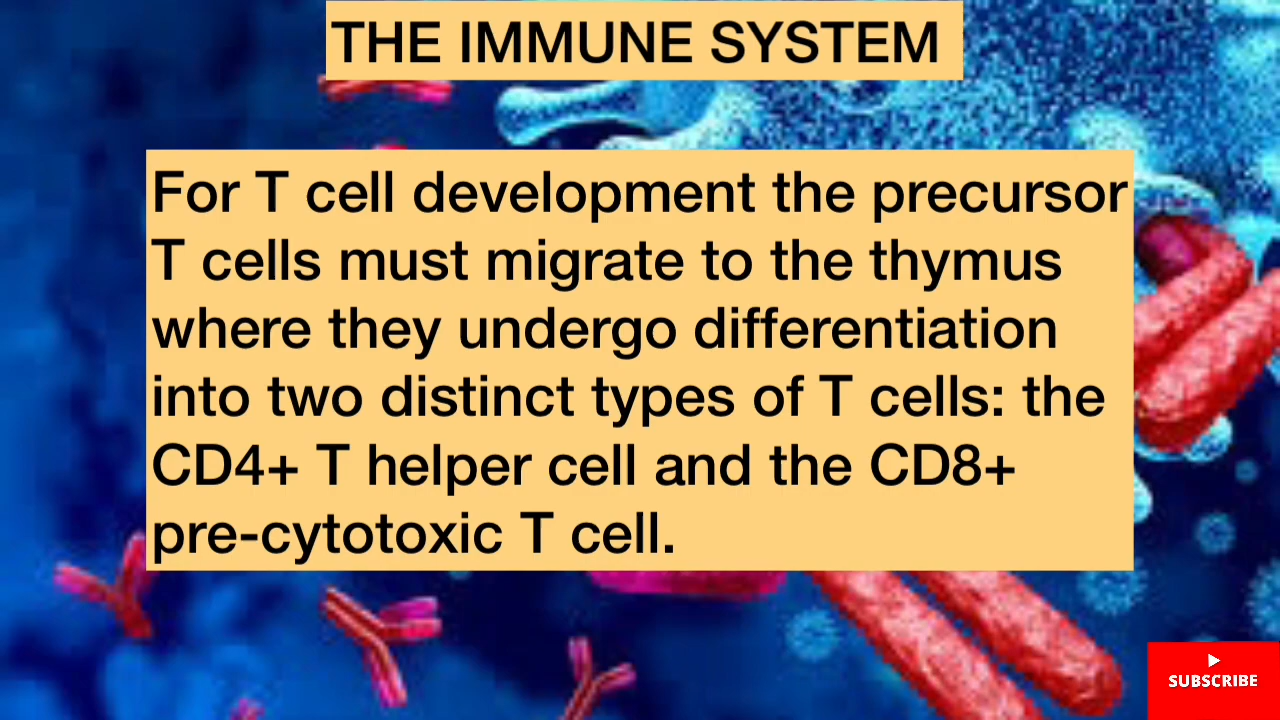 THE IMMUNE SYSTEM
For T cell development the precursor
T cells must migrate to the thymus
where they undergo differentiation
into two distinct types of T cells: the
CD4+ T helper cell and the CD8+
pre-cytotoxic T cell.
SUBSCRIBE